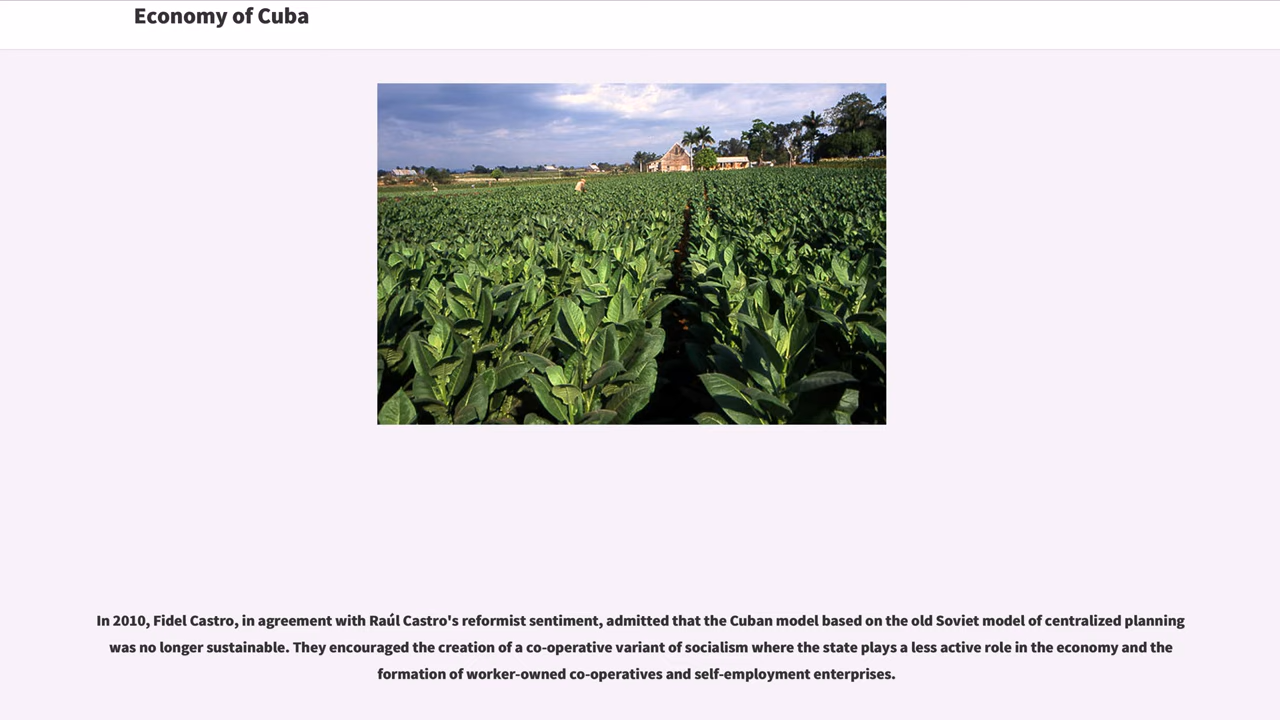 Economy of Cuba
In 2010, Fidel Castro, in agreement with Raúl Castro's reformist sentiment, admitted that the Cuban model based on the old Soviet model of centralized planning
was no longer sustainable. They encouraged the creation of a co-operative variant of socialism where the state plays a less active role in the economy and the
formation of worker-owned co-operatives and self-employment enterprises.